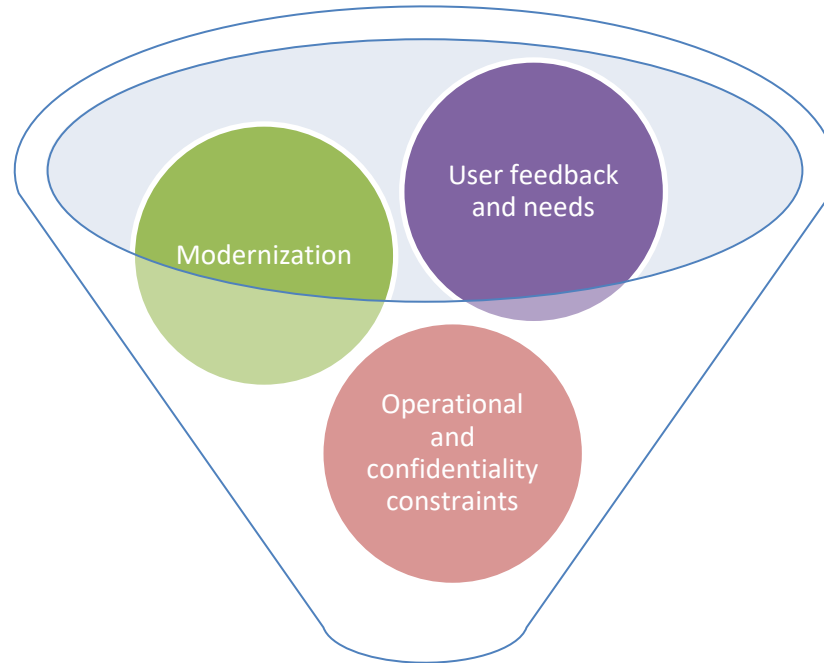 User feedback
and needs
Modernization
Operational
and
confidentiality
constraints